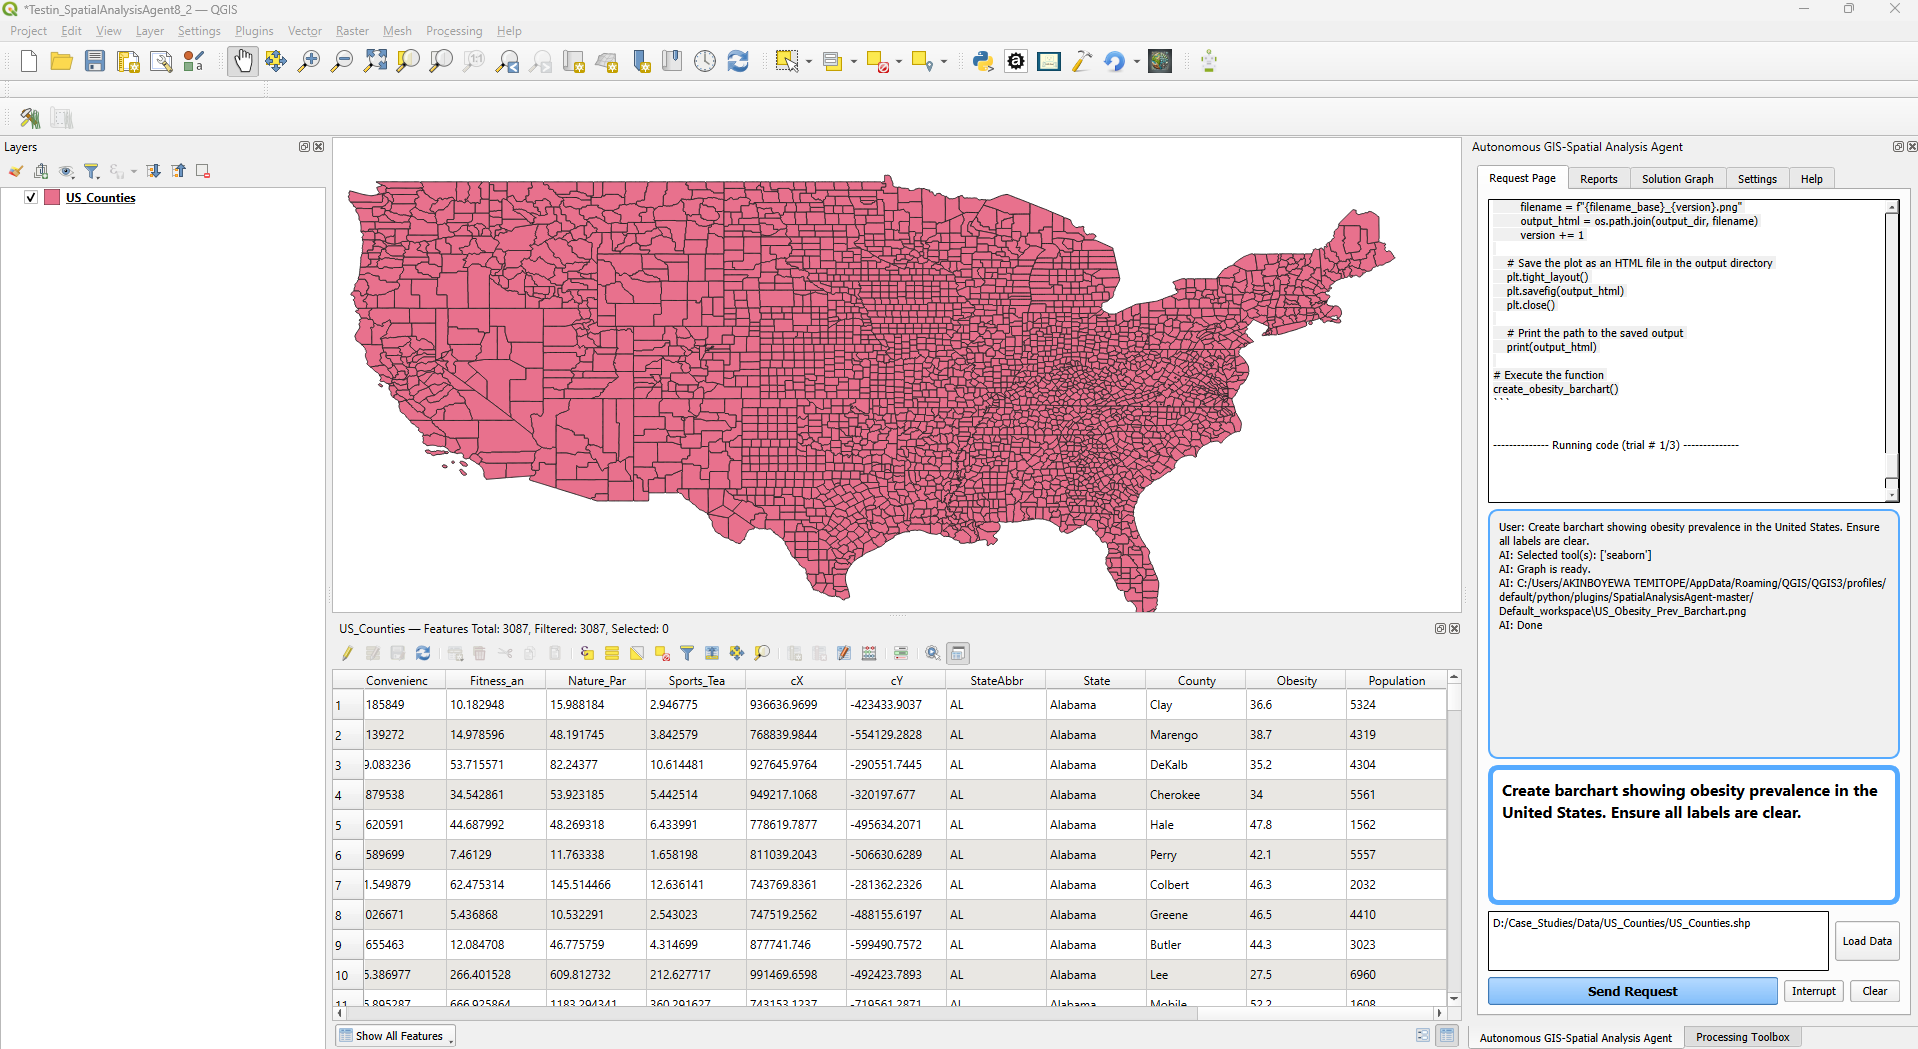 *Testin_SpatialAnalysisAgent8_2 — QGIS
Project Edit View Layer Settings Plugins Vector Raster Mesh Processing Help
Layers
US_Counties
Autonomous GIS-Spatial Analysis Agent
Request Page Reports Solution Graph Settings Help
filename = f"{filename_base}_{version}.png"
output_html = os.path.join(output_dir, filename)
version += 1
# Save the plot as an HTML file in the output directory
plt.tight_layout()
plt.savefig(output_html)
plt.close()
# Print the path to the saved output
print(output_html)
# Execute the function
create_obesity_barchart()
```
-------------- Running code (trial # 1/3) --------------
User: Create barchart showing obesity prevalence in the United States. Ensure
all labels are clear.
AI: Selected tool(s): ['seaborn']
AI: Graph is ready.
AI: C:/Users/AKINBOYEWA TEMITOPE/AppData/Roaming/QGIS/QGIS3/profiles/
default/python/plugins/SpatialAnalysisAgent-master/
Default_workspace\US_Obesity_Prev_Barchart.png
AI: Done
Create barchart showing obesity prevalence in the
United States. Ensure all labels are clear.
D:/Case_Studies/Data/US_Counties/US_Counties.shp
Load Data
Send Request Interrupt Clear
Autonomous GIS-Spatial Analysis Agent Processing Toolbox
US_Counties — Features Total: 3087, Filtered: 3087, Selected: 0
Convenienc Fitness_an Nature_Par Sports_Tea cX cY StateAbbr State County Obesity Population
1 185849 10.182948 15.988184 2.946775 936636.9699 -423433.9037 AL Alabama Clay 36.6 5324
2 139272 14.978596 48.191745 3.842579 768839.9844 -554129.2828 AL Alabama Marengo 38.7 4319
3 9.083236 53.715571 82.24377 10.614481 927645.9764 -290551.7445 AL Alabama DeKalb 35.2 4304
4 879538 34.542861 53.923185 5.442514 949217.1068 -320197.677 AL Alabama Cherokee 34 5561
5 620591 44.687992 48.269318 6.433991 778619.7877 -495634.2071 AL Alabama Hale 47.8 1562
6 589699 7.46129 11.763338 1.658198 811039.2043 -506630.6289 AL Alabama Perry 42.1 5557
7 1.549879 62.475314 145.514466 12.636141 743769.8361 -281362.2326 AL Alabama Colbert 46.3 2032
8 026671 5.436868 10.532291 2.543023 747519.2562 -488155.6197 AL Alabama Greene 46.5 4410
9 655463 12.084708 46.775759 4.314699 877741.746 -599490.7572 AL Alabama Butler 44.3 3023
10 5.386977 266.401528 609.812732 212.627717 991469.6598 -492423.7893 AL Alabama Lee 27.5 6960
11 5.895287 666.925864 1183.294341 360.291627 743153.1237 -719561.2871 AL Alabama Mobile 52.2 1608
Show All Features